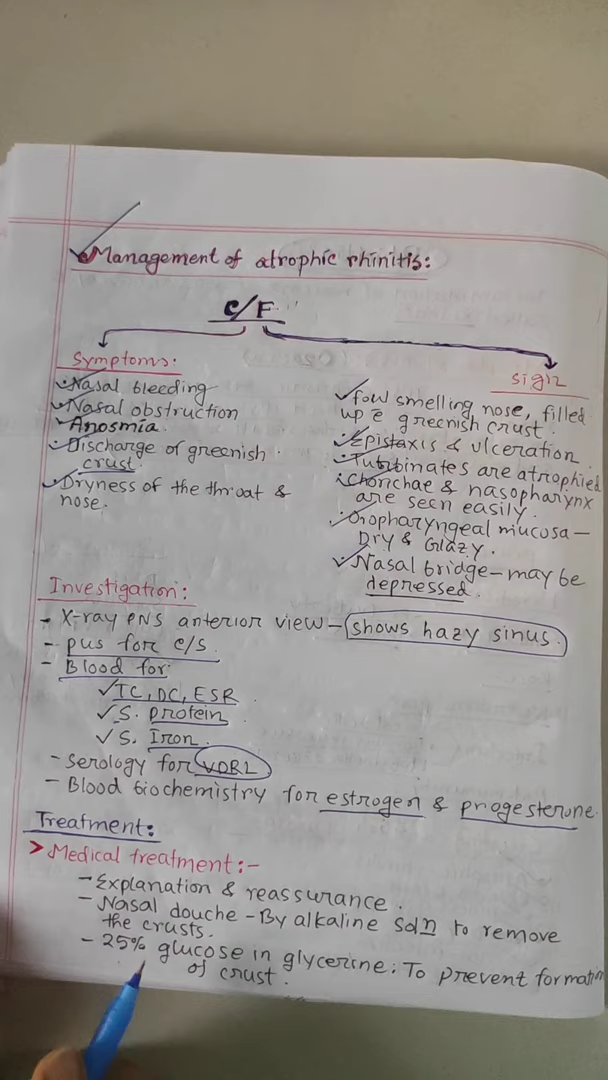 Management of atrophic rhinitis:
C/F
Symptoms:
Nasal bleeding
Nasal obstruction
Anosmia.
Discharge of greenish
crust.
Dryness of the throat &
nose.
sign
foul smelling nose, filled
up c̄ greenish crust.
Epistaxis & ulceration.
Turbinates are atrophied
Chonchae & nasopharynx
are seen easily.
Oropharyngeal mucosa—
Dry & Glazy.
Nasal bridge—may be
depressed.
Investigation:
- X-ray PNS anterior view—shows hazy sinus.
- pus for c/s.
- Blood for:
✓ TC, DC, ESR
✓ S. protein
✓ S. Iron.
- Serology for VDRL
- Blood biochemistry for estrogen & progesterone.
Treatment:
> Medical treatment:-
- Explanation & reassurance.
- Nasal douche - By alkaline soln to remove
the crusts.
- 25% glucose in glycerine: To prevent formation
of crust.